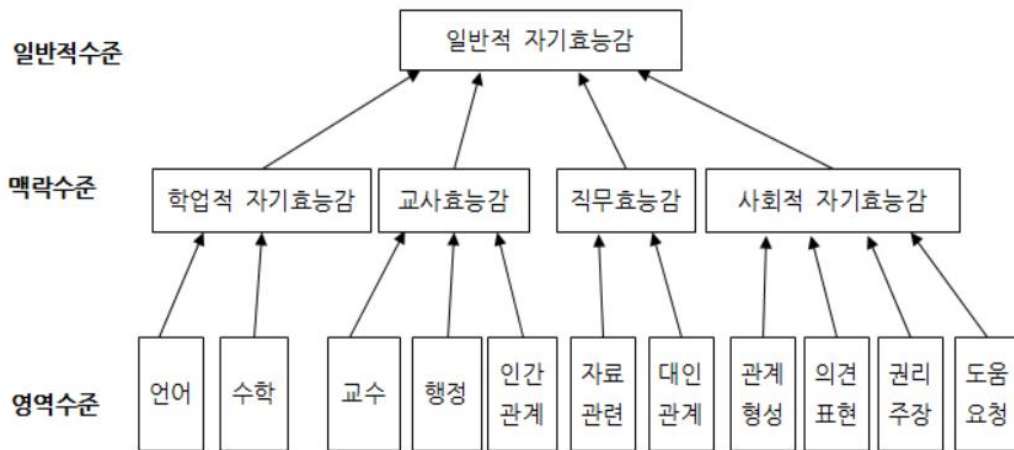 일반적수준
일반적 자기효능감
맥락수준
학업적 자기효능감
교사효능감
직무효능감
사회적 자기효능감
영역수준
언어
수학
교수
행정
인간
관계
자료
관련
대인
관계
관계
형성
의견
표현
권리
주장
도움
요청